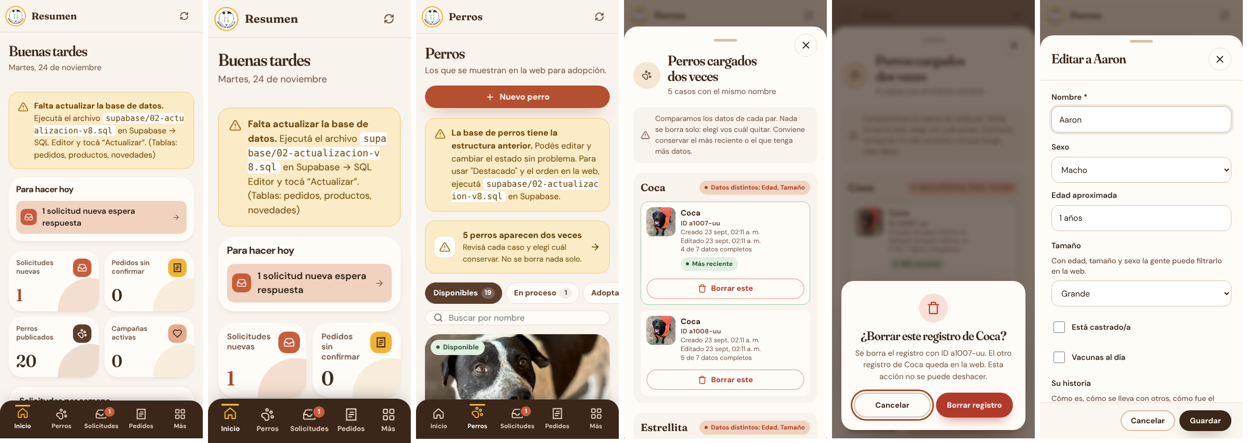 Resumen
Buenas tardes
Martes, 24 de noviembre
Falta actualizar la base de datos.
Ejecutá el archivo supabase/02-actu
alizacion-v8.sql en Supabase →
SQL Editor y tocá "Actualizar". (Tablas:
pedidos, productos, novedades)
Para hacer hoy
1 solicitud nueva espera
respuesta
Solicitudes
nuevas
1
Pedidos sin
confirmar
0
Perros
publicados
20
Campañas
activas
0
Inicio
Perros
1
Solicitudes
Pedidos
Más
Resumen
Buenas tardes
Martes, 24 de noviembre
Falta actualizar la base de
datos. Ejecutá el archivo supa
base/02-actualizacion-v
8.sql en Supabase → SQL
Editor y tocá "Actualizar".
(Tablas: pedidos, productos,
novedades)
Para hacer hoy
1 solicitud nueva espera
respuesta
Solicitudes
nuevas
1
Pedidos
sin
confirmar
0
Inicio
Perros
1
Solicitudes
Pedidos
Más
Perros
Perros
Los que se muestran en la web para adopción.
+ Nuevo perro
La base de perros tiene la
estructura anterior. Podés editar y
cambiar el estado sin problema. Para
usar "Destacado" y el orden en la web,
ejecutá supabase/02-actualizac
ion-v8.sql en Supabase.
5 perros aparecen dos veces
Revisá cada caso y elegí cuál
conservar. No se borra nada solo.
Disponibles 19
En proceso 1
Adopta
Buscar por nombre
Disponible
Inicio
Perros
1
Solicitudes
Pedidos
Más
Perros cargados
dos veces
5 casos con el mismo nombre
Comparamos los datos de cada par. Nada
se borra solo: elegí vos cuál quitar. Conviene
conservar el más reciente o el que tenga
más datos.
Coca
Datos distintos: Edad, Tamaño
Coca
ID a1007-uu
Creado 23 sept, 02:11 a. m.
Editado 23 sept, 02:11 a. m.
4 de 7 datos completos
Más reciente
Borrar este
Coca
ID a1008-uu
Creado 23 sept, 02:11 a. m.
Editado 23 sept, 02:11 a. m.
5 de 7 datos completos
Borrar este
Estrellita
Datos distintos: Edad, Tamaño
Perros cargados
dos veces
Coca
¿Borrar este registro de Coca?
Se borra el registro con ID a1007-uu. El otro
registro de Coca queda en la web. Esta
acción no se puede deshacer.
Cancelar
Borrar registro
Editar a Aaron
Nombre *
Aaron
Sexo
Macho
Edad aproximada
1 años
Tamaño
Con edad, tamaño y sexo la gente puede filtrarlo
en la web.
Grande
Está castrado/a
Vacunas al día
Su historia
Cómo es, cómo se lleva con otros, cómo fue el
Cancelar
Guardar